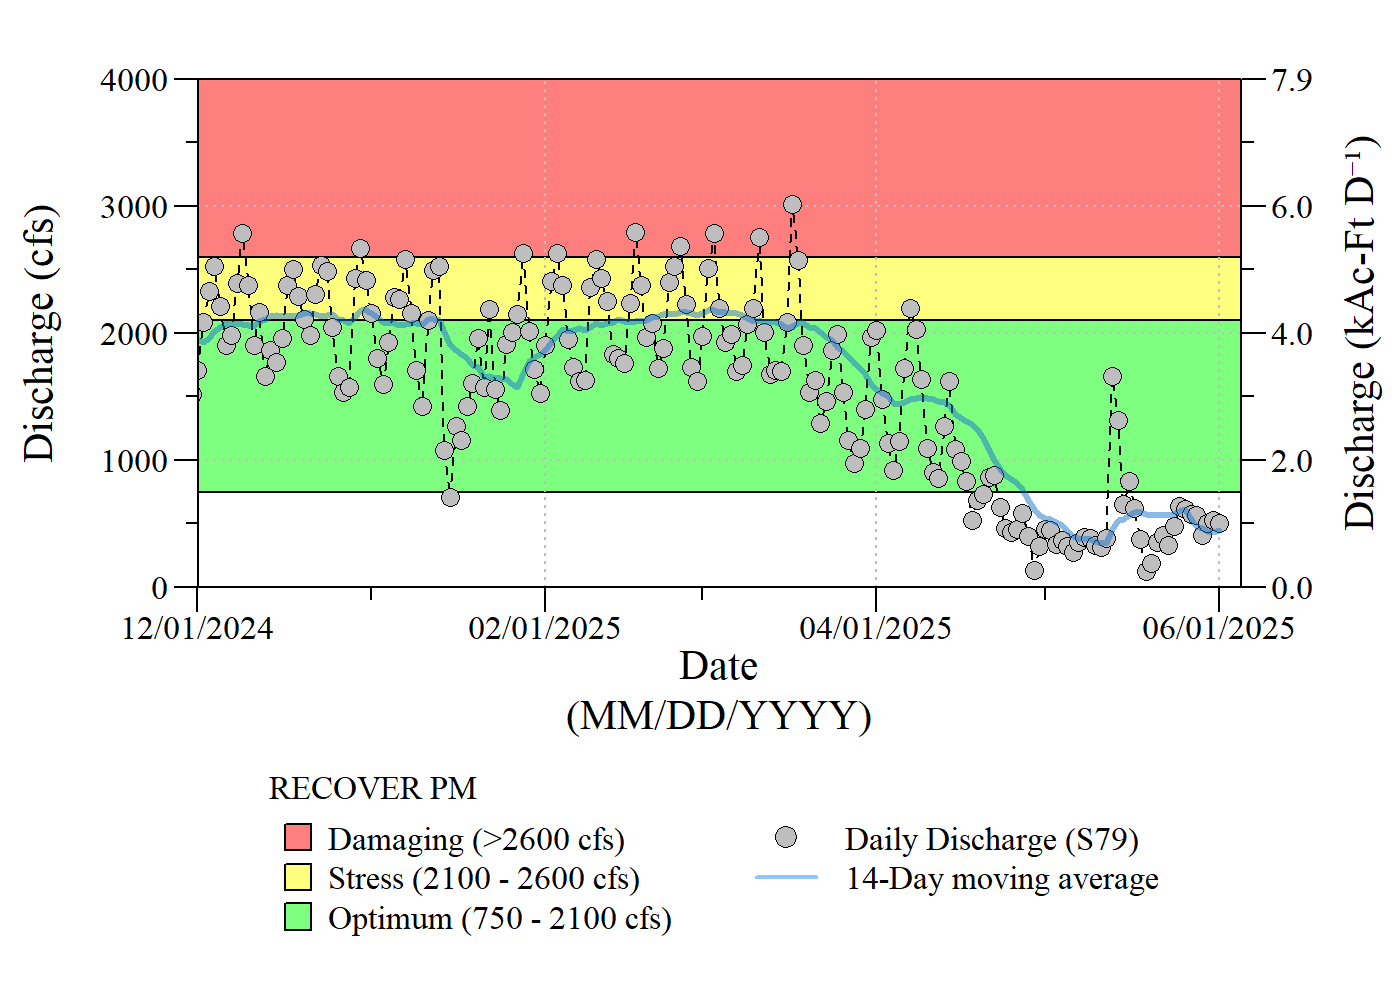 4000
3000
2000
1000
0
Discharge (cfs)
7.9
6.0
4.0
2.0
0.0
Discharge (kAc-Ft D⁻¹)
12/01/2024 02/01/2025 04/01/2025 06/01/2025
Date
(MM/DD/YYYY)
RECOVER PM
Damaging (>2600 cfs)
Stress (2100 - 2600 cfs)
Optimum (750 - 2100 cfs)
Daily Discharge (S79)
14-Day moving average